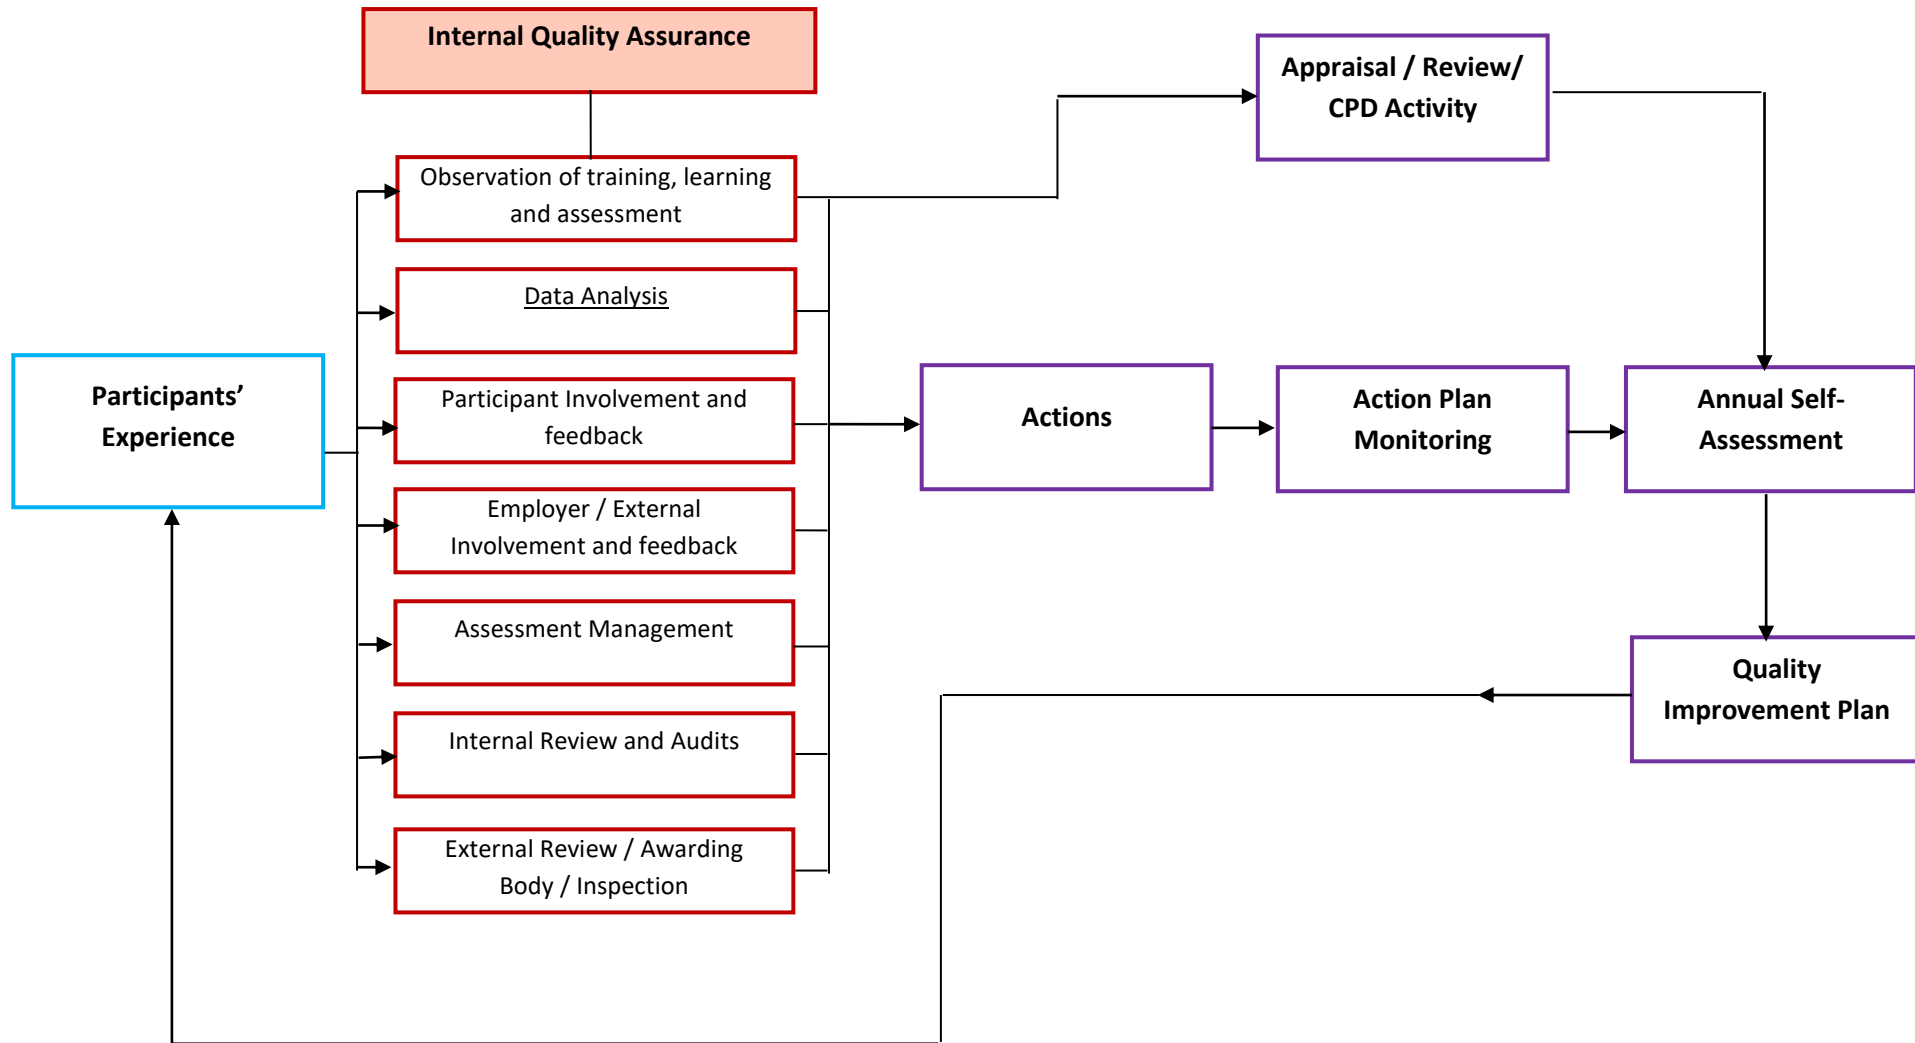 Internal Quality Assurance
Appraisal / Review/
CPD Activity
Observation of training, learning
and assessment
Data Analysis
Participants’
Experience
Participant Involvement and
feedback
Actions
Action Plan
Monitoring
Annual Self-
Assessment
Employer / External
Involvement and feedback
Assessment Management
Quality
Improvement Plan
Internal Review and Audits
External Review / Awarding
Body / Inspection